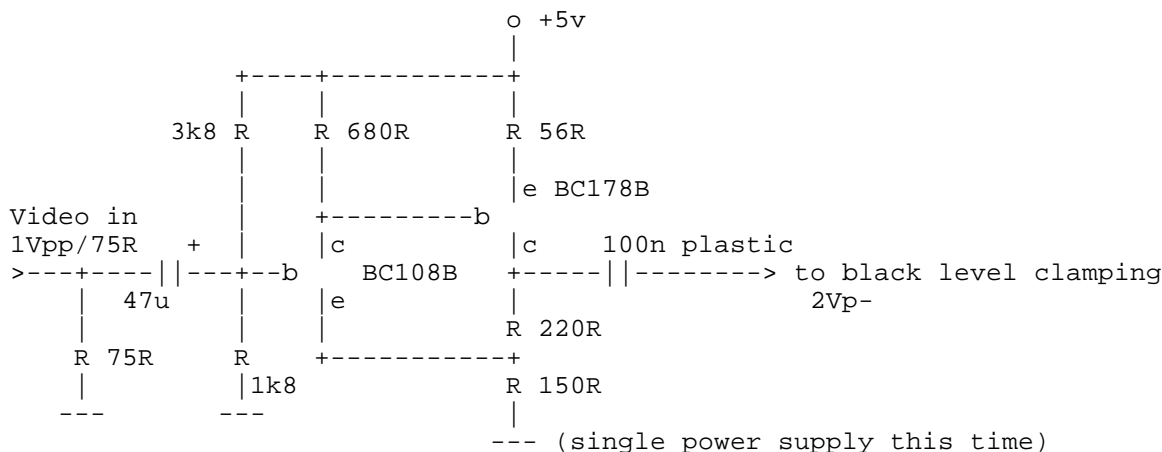 o +5v
|
+----+-----------+
|    |           |
3k8 R    R 680R      R 56R
|    |           |
|    |           |e BC178B
Video in       |    +---------b
1Vpp/75R   +   |    |c          |c   100n plastic
>---+----||---+--b    BC108B     +-----||--------> to black level clamping
|  47u      |    |e          |             2Vp-
|           |    |           R 220R
R 75R       R    +-----------+
|           |1k8             R 150R
---         ---              |
--- (single power supply this time)